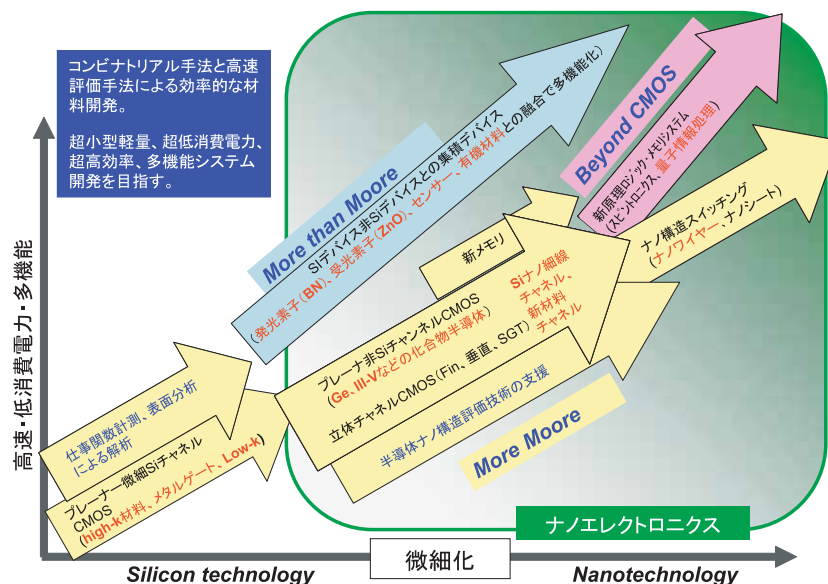 コンビナトリアル手法と高速
評価手法による効率的な材
料開発。
超小型軽量、超低消費電力、
超高効率、多機能システム
開発を目指す。
高速・低消費電力・多機能
More than Moore
SIデバイス非Siデバイスとの集積デバイス
(発光素子(BN)、受光素子(ZnO)、センサー、有機材料との融合で多機能化)
Beyond CMOS
新原理ロジック・メモリシステム
(スピントロニクス、量子情報処理)
ナノ構造スイッチング
(ナノワイヤー、ナノシート)
新メモリ
Siナノ細線
チャネル、
新材料
チャネル
プレーナ非SiチャンネルCMOS
(Ge、III-Vなどの化合物半導体)
立体チャネルCMOS(Fin、垂直、SGT)
半導体ナノ構造評価技術の支援
More Moore
仕事関数計測、表面分析
による解析
プレーナー微細Siチャネル
CMOS
(high-k材料、メタルゲート、Low-k)
ナノエレクトロニクス
Silicon technology
微細化
Nanotechnology